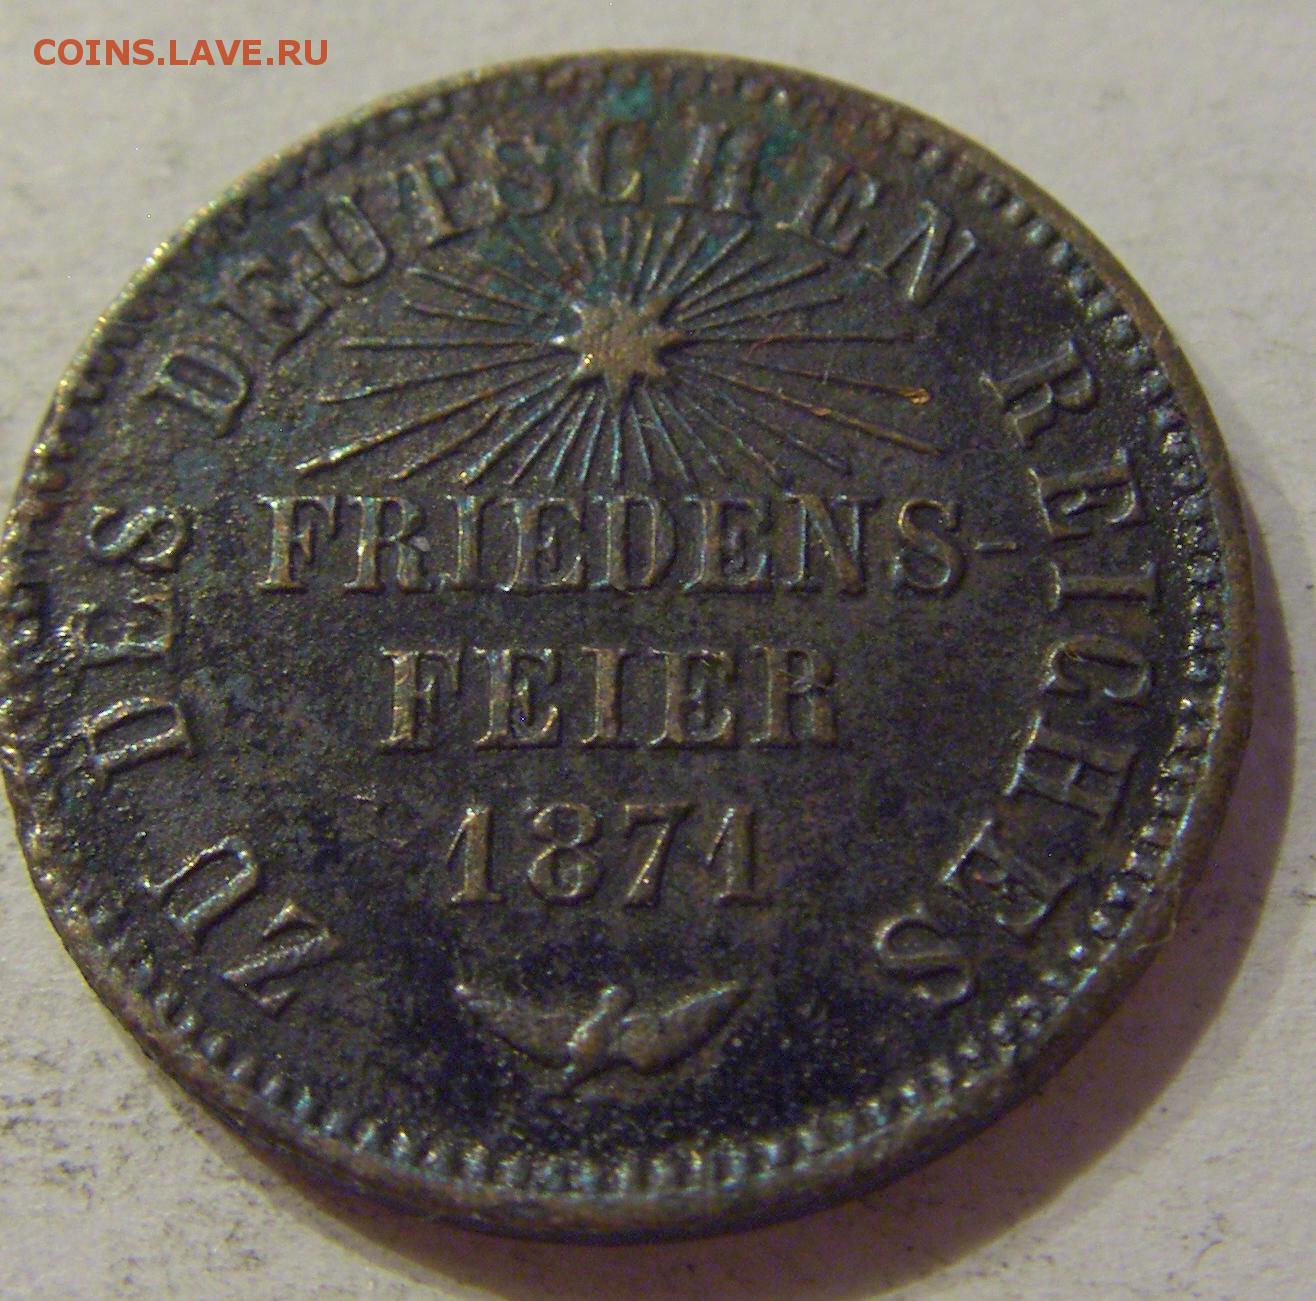 COINS.LAVE.RU
ZU DES DEUTSCHEN REICHES
FRIEDENS-
FEIER
1871